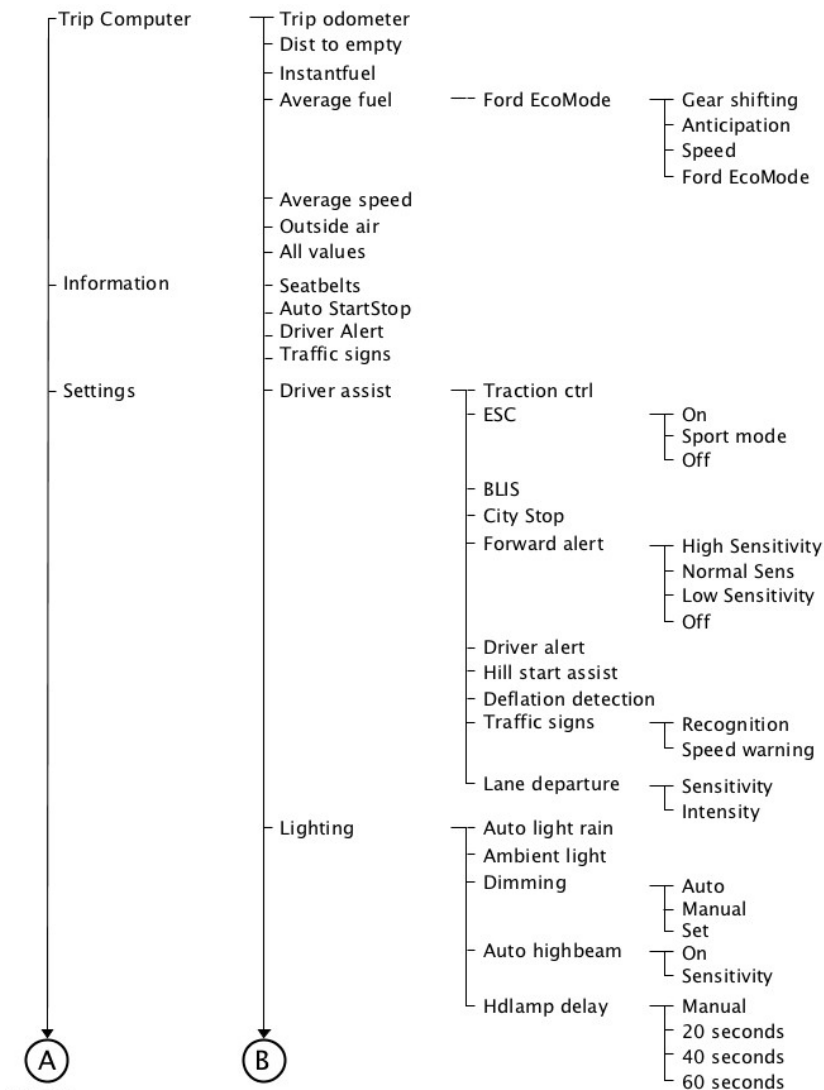 Trip Computer Trip odometer
Dist to empty
Instantfuel
Average fuel Ford EcoMode Gear shifting
Anticipation
Speed
Ford EcoMode
Average speed
Outside air
All values
Information Seatbelts
Auto StartStop
Driver Alert
Traffic signs
Settings Driver assist Traction ctrl
ESC On
Sport mode
Off
BLIS
City Stop
Forward alert High Sensitivity
Normal Sens
Low Sensitivity
Off
Driver alert
Hill start assist
Deflation detection
Traffic signs Recognition
Speed warning
Lane departure Sensitivity
Intensity
Lighting Auto light rain
Ambient light
Dimming Auto
Manual
Set
Auto highbeam On
Sensitivity
Hdlamp delay Manual
20 seconds
A B 40 seconds
60 seconds